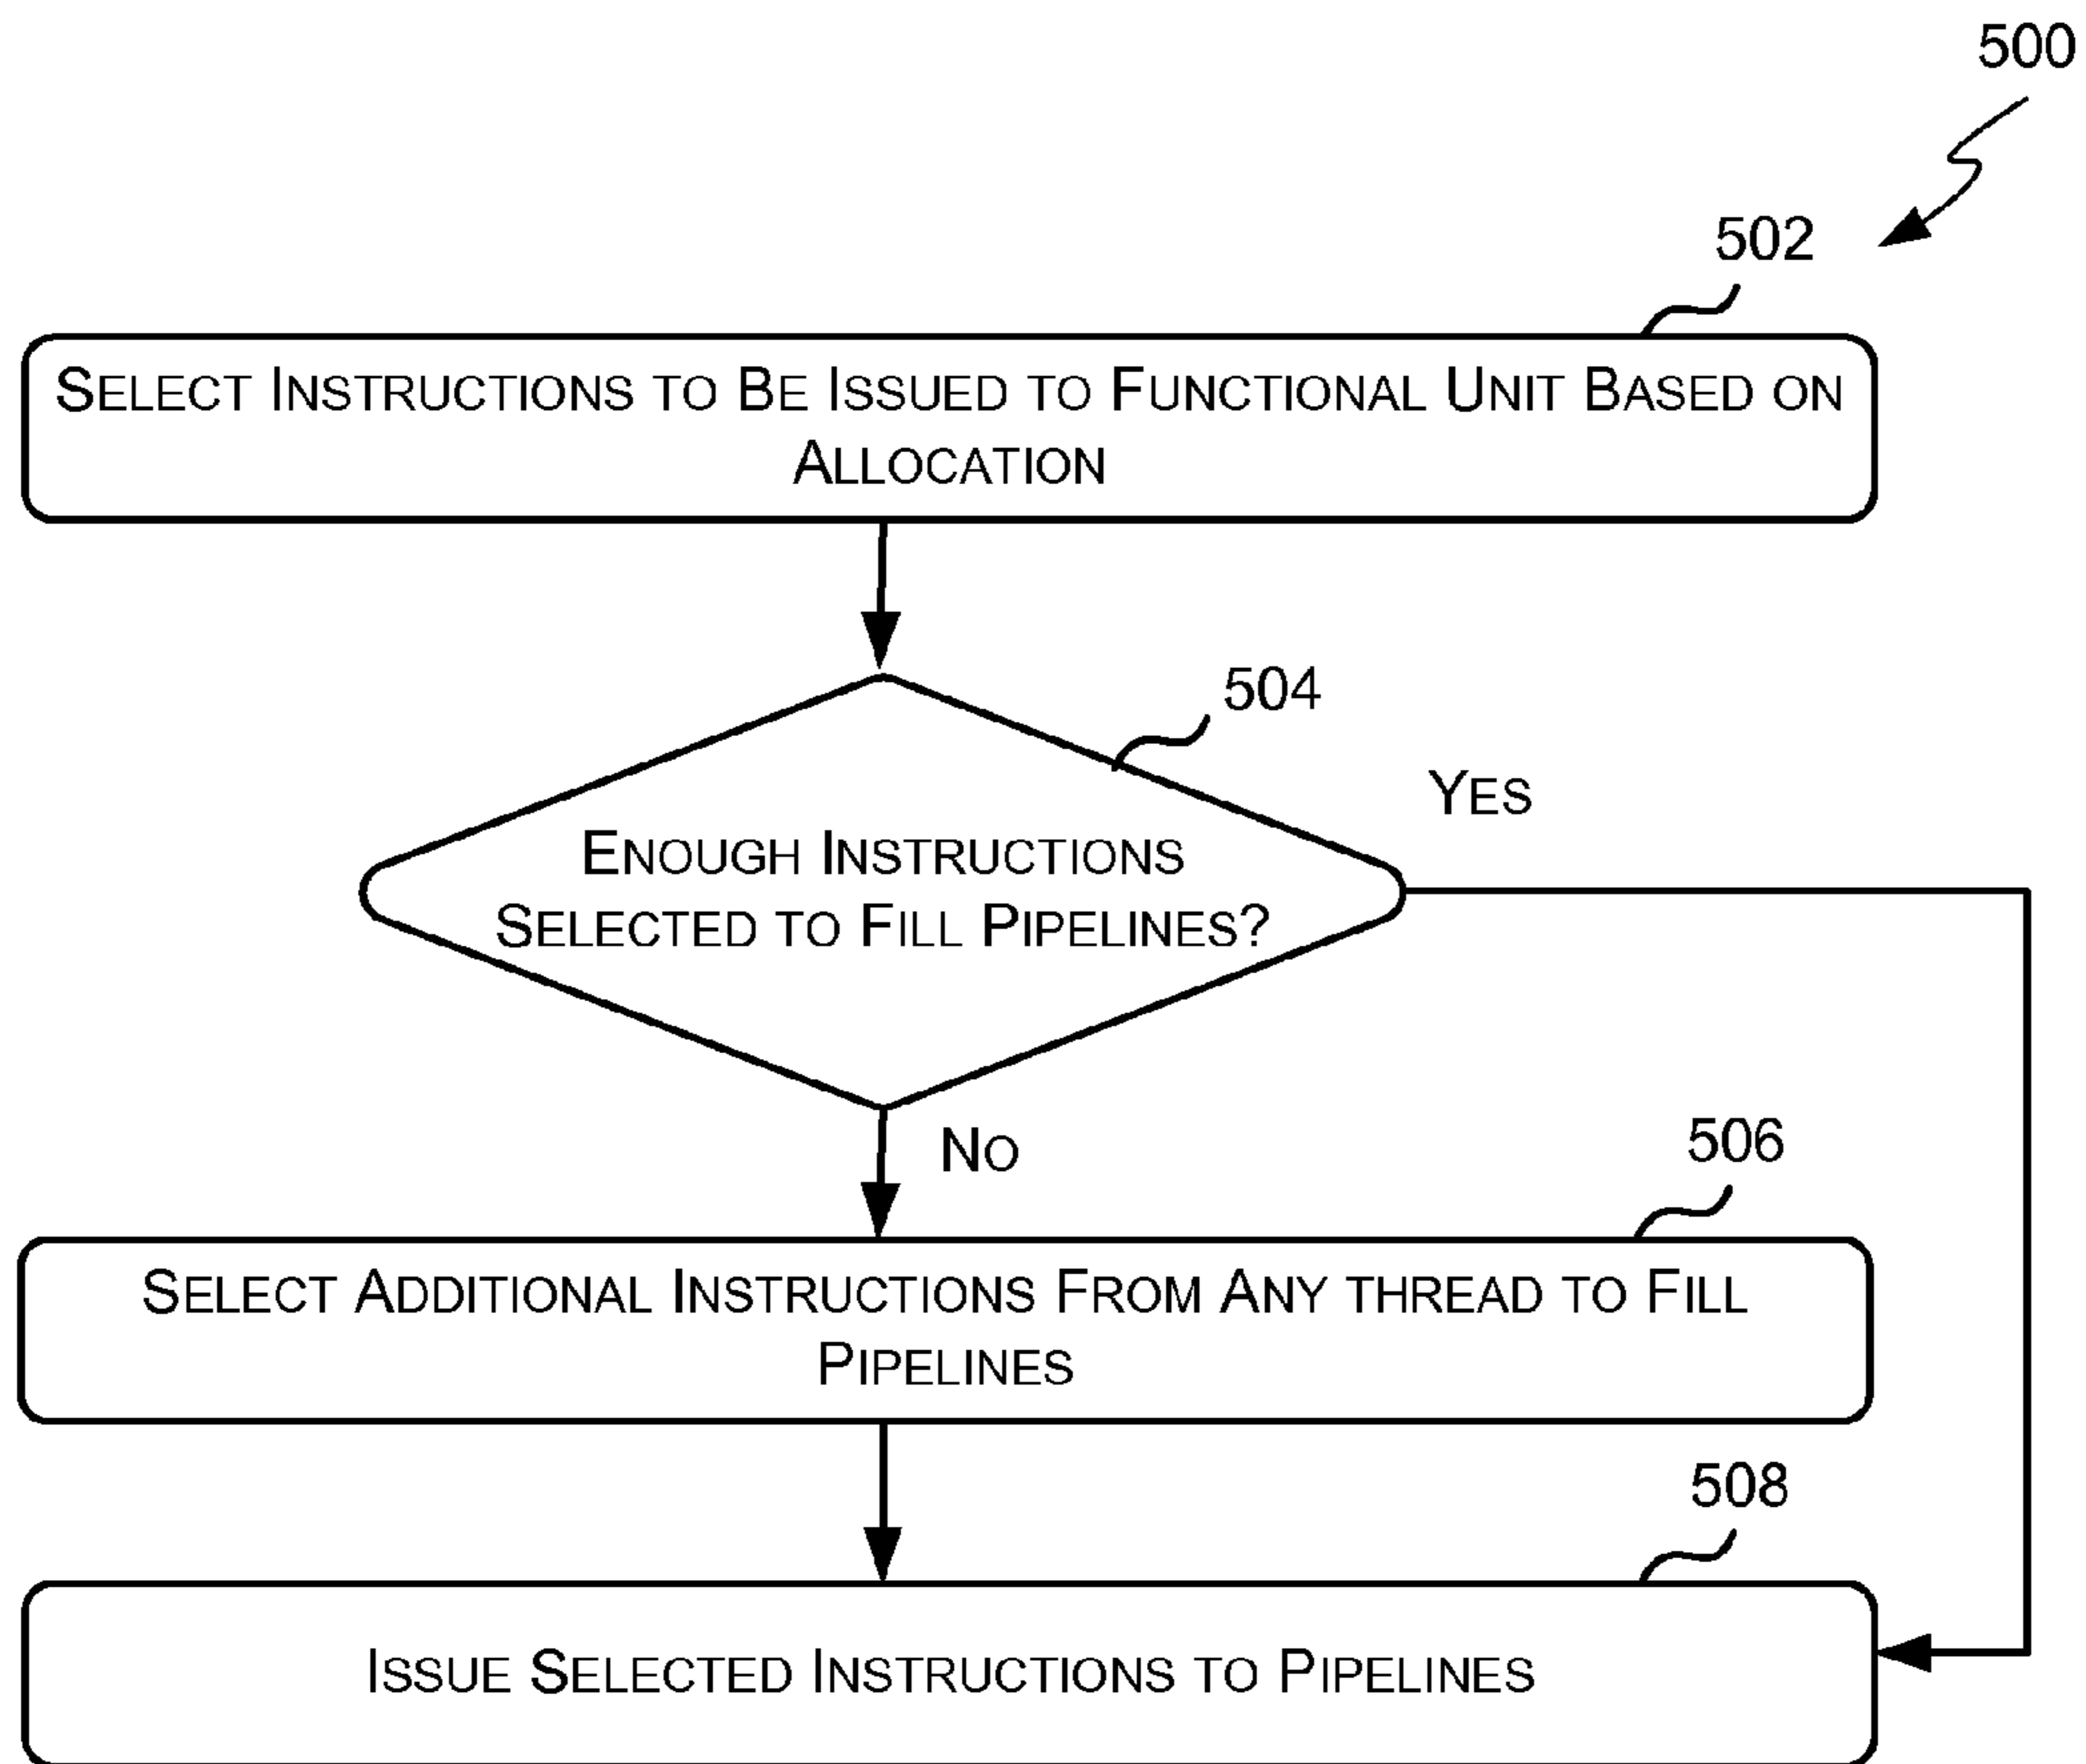 500
502
SELECT INSTRUCTIONS TO BE ISSUED TO FUNCTIONAL UNIT BASED ON
ALLOCATION
504
YES
ENOUGH INSTRUCTIONS
SELECTED TO FILL PIPELINES?
NO
506
SELECT ADDITIONAL INSTRUCTIONS FROM ANY THREAD TO FILL
PIPELINES
508
ISSUE SELECTED INSTRUCTIONS TO PIPELINES